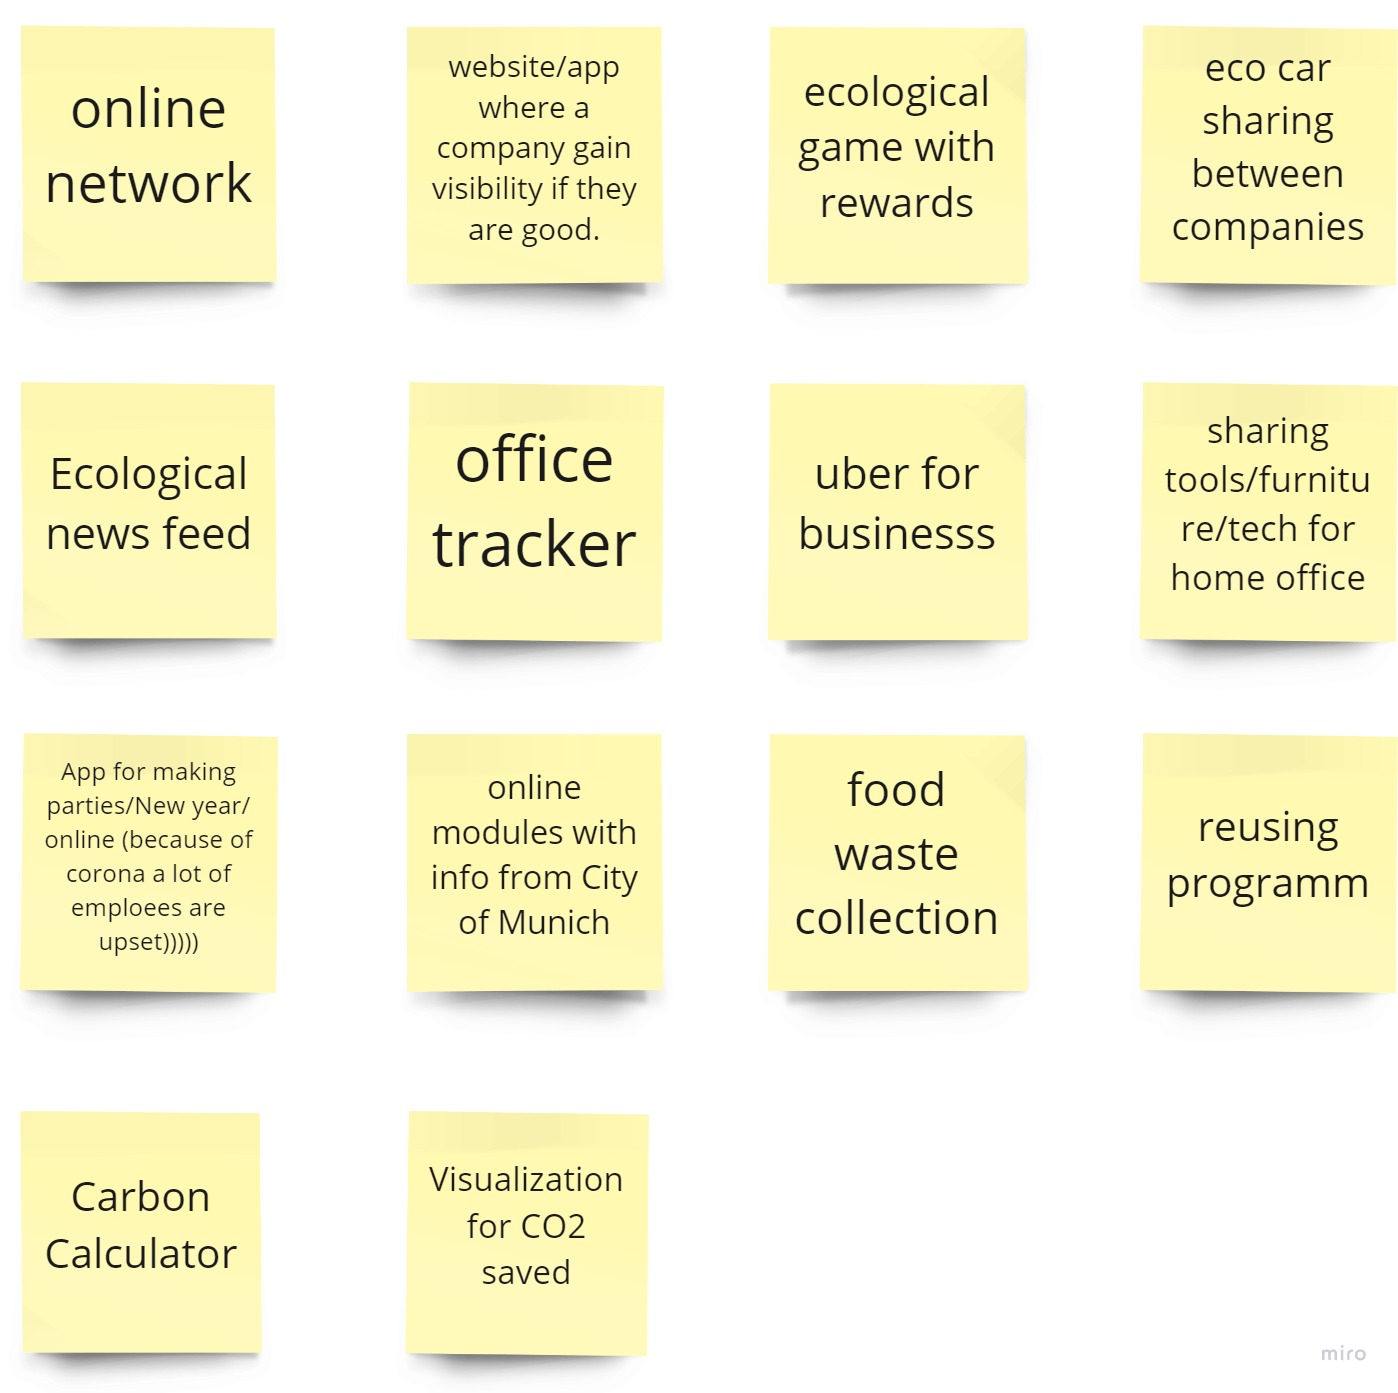 online
network
website/app
where a
company gain
visibility if they
are good.
ecological
game with
rewards
eco car
sharing
between
companies
Ecological
news feed
office
tracker
uber for
businesss
sharing
tools/furnitu
re/tech for
home office
App for making
parties/New year/
online (because of
corona a lot of
emploees are
upset)))))
online
modules with
info from City
of Munich
food
waste
collection
reusing
programm
Carbon
Calculator
Visualization
for CO2
saved
miro